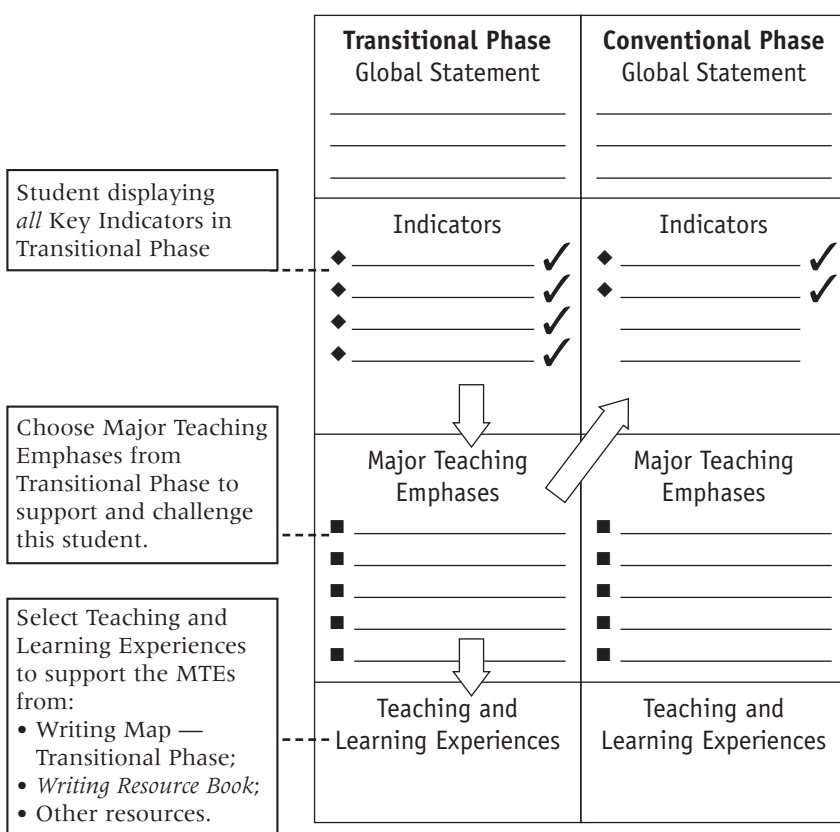 Transitional Phase
Global Statement
Conventional Phase
Global Statement
Student displaying
all Key Indicators in
Transitional Phase
Indicators
Indicators
Choose Major Teaching
Emphases from
Transitional Phase to
support and challenge
this student.
Major Teaching
Emphases
Major Teaching
Emphases
Select Teaching and
Learning Experiences
to support the MTEs
from:
• Writing Map —
Transitional Phase;
• Writing Resource Book;
• Other resources.
Teaching and
Learning Experiences
Teaching and
Learning Experiences